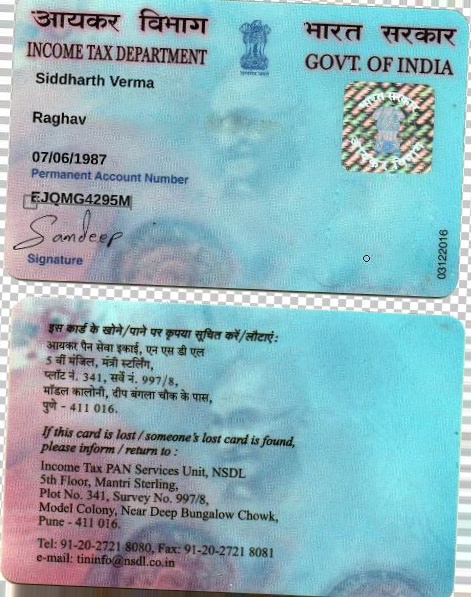 आयकर विभाग
INCOME TAX DEPARTMENT
भारत सरकार
GOVT. OF INDIA
Siddharth Verma
Raghav
07/06/1987
Permanent Account Number
EJQMG4295M
Sandeep
Signature
भारत सरकार
आयकर विभाग
03122016
इस कार्ड के खोने/पाने पर कृपया सूचित करें/लौटाएं:
आयकर पैन सेवा इकाई, एन एस डी एल
5 वीं मंजिल, मंत्री स्टर्लिंग,
प्लॉट नं. 341, सर्वे नं. 997/8,
मॉडल कालोनी, दीप बंगला चौक के पास,
पुणे - 411 016.
If this card is lost / someone's lost card is found,
please inform / return to :
Income Tax PAN Services Unit, NSDL
5th Floor, Mantri Sterling,
Plot No. 341, Survey No. 997/8,
Model Colony, Near Deep Bungalow Chowk,
Pune - 411 016.
Tel: 91-20-2721 8080, Fax: 91-20-2721 8081
e-mail: tininfo@nsdl.co.in